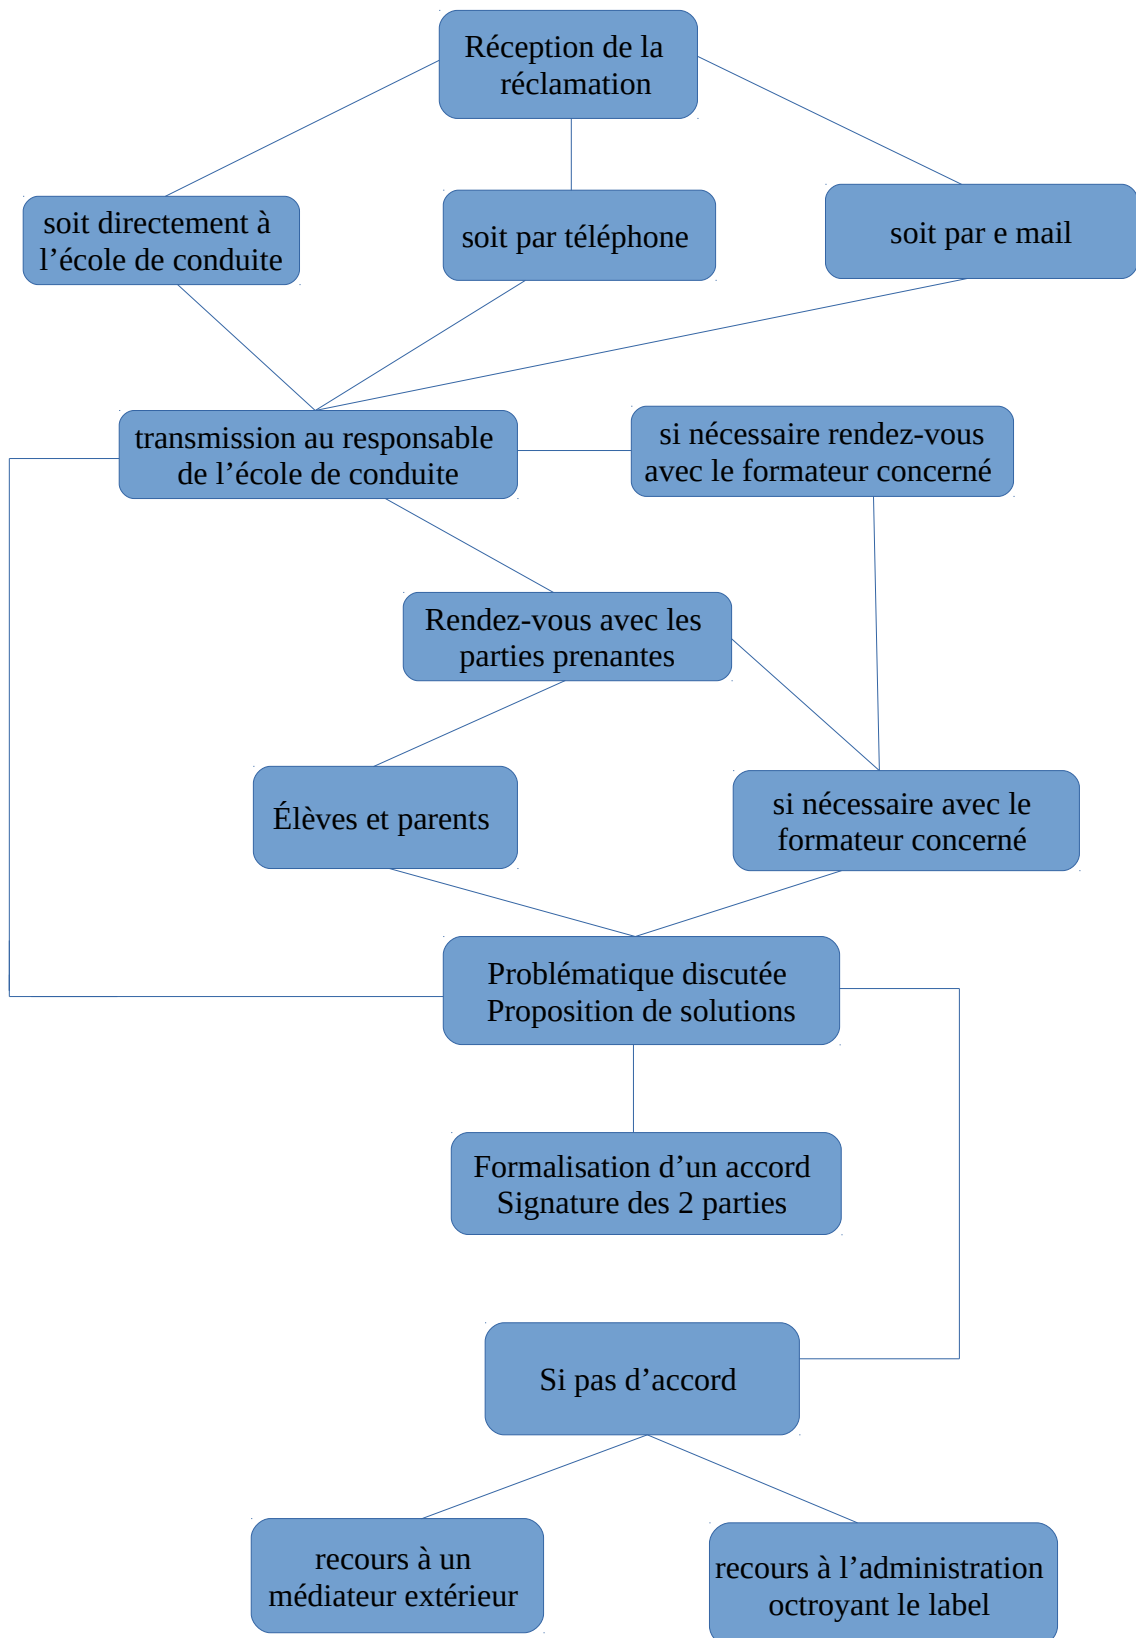 Réception de la
réclamation
soit directement à
l’école de conduite
soit par téléphone
soit par e mail
transmission au responsable
de l’école de conduite
si nécessaire rendez-vous
avec le formateur concerné
Rendez-vous avec les
parties prenantes
Élèves et parents
si nécessaire avec le
formateur concerné
Problématique discutée
Proposition de solutions
Formalisation d’un accord
Signature des 2 parties
Si pas d’accord
recours à un
médiateur extérieur
recours à l’administration
octroyant le label